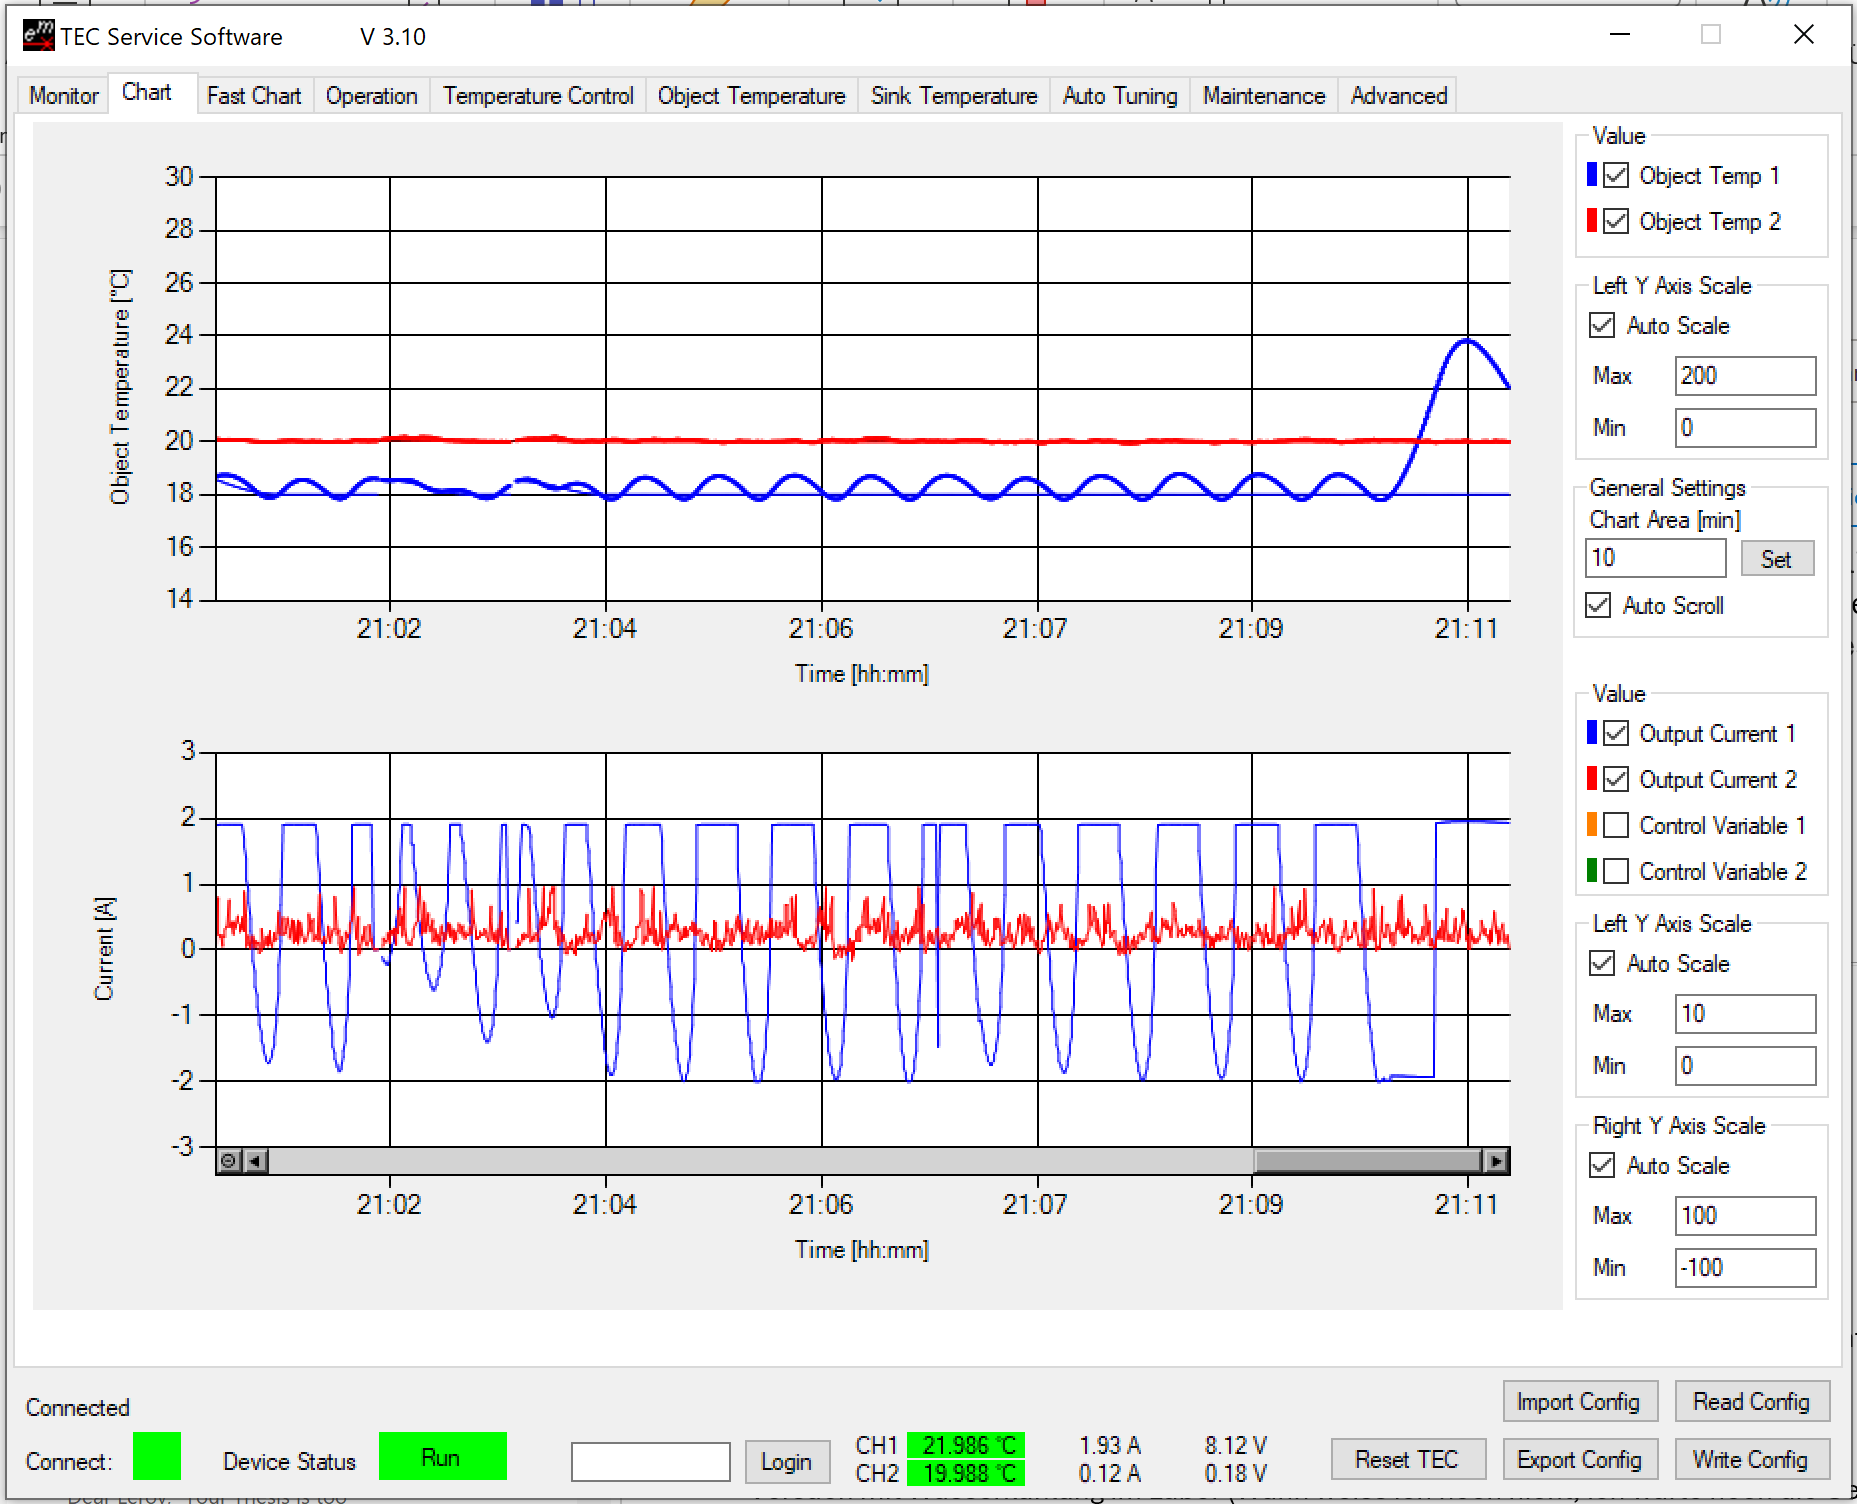 TEC Service Software V 3.10
Monitor Chart Fast Chart Operation Temperature Control Object Temperature Sink Temperature Auto Tuning Maintenance Advanced
Object Temperature [°C]
30
28
26
24
22
20
18
16
14
21:02 21:04 21:06 21:07 21:09 21:11
Time [hh:mm]
Current [A]
3
2
1
0
-1
-2
-3
21:02 21:04 21:06 21:07 21:09 21:11
Time [hh:mm]
Value
Object Temp 1
Object Temp 2
Left Y Axis Scale
Auto Scale
Max 200
Min 0
General Settings
Chart Area [min]
10 Set
Auto Scroll
Value
Output Current 1
Output Current 2
Control Variable 1
Control Variable 2
Left Y Axis Scale
Auto Scale
Max 10
Min 0
Right Y Axis Scale
Auto Scale
Max 100
Min -100
Connected
Connect: Device Status Run Login
CH1 21.986 °C 1.93 A 8.12 V
CH2 19.988 °C 0.12 A 0.18 V
Import Config Read Config
Reset TEC Export Config Write Config